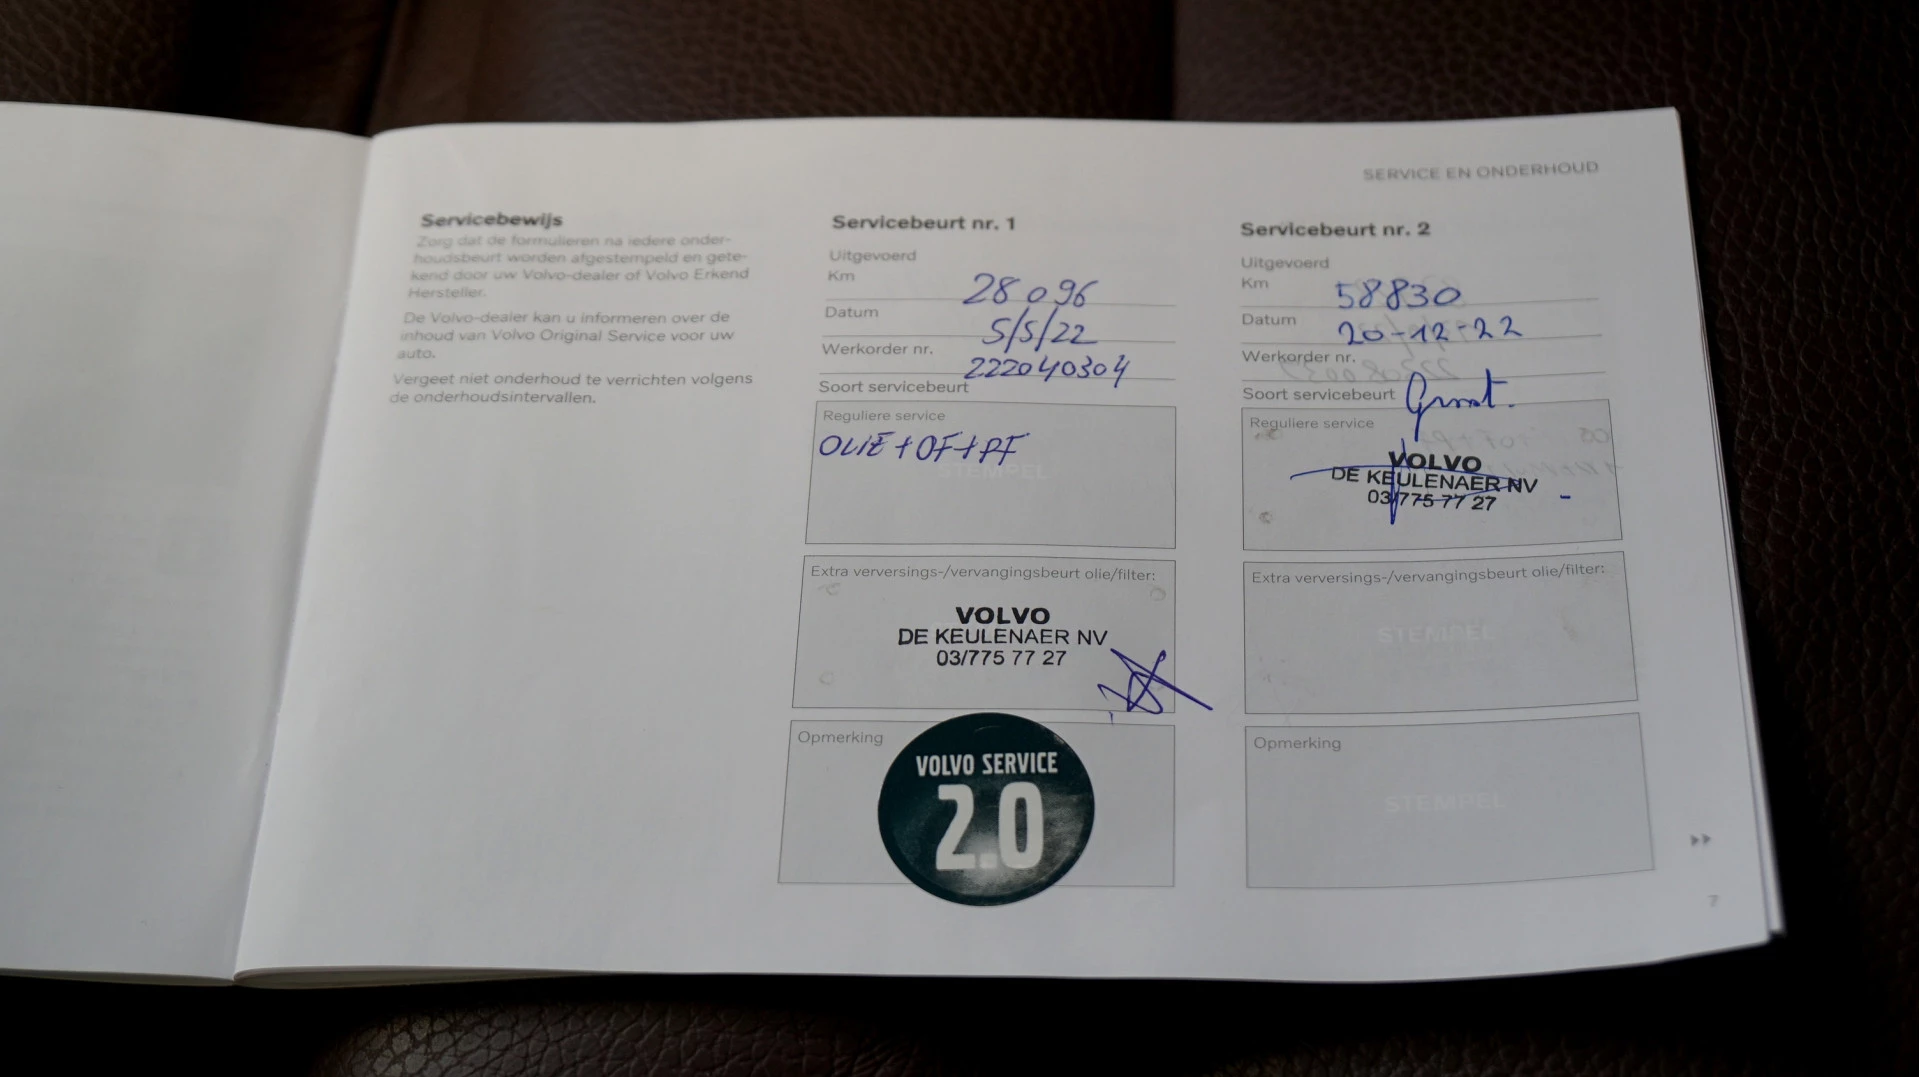 SERVICE EN ONDERHOUD
Servicebewijs
Zorg dat de formulieren na iedere onder-
houdsbeurt worden afgestempeld en gete-
kend door uw Volvo-dealer of Volvo Erkend
Hersteller.
De Volvo-dealer kan u informeren over de
inhoud van Volvo Original Service voor uw
auto.
Vergeet niet onderhoud te verrichten volgens
de onderhoudsintervallen.
Servicebeurt nr. 1
Uitgevoerd
Km 28096
Datum 5/5/22
Werkorder nr. 222040304
Soort servicebeurt
Reguliere service
OLIE + OF + PF
STEMPEL
Extra verversings-/vervangingsbeurt olie/filter:
VOLVO
DE KEULENAER NV
03/775 77 27
Opmerking
VOLVO SERVICE
2.0
Servicebeurt nr. 2
Uitgevoerd
Km 58830
Datum 20-12-22
Werkorder nr.
Soort servicebeurt Groot.
Reguliere service
VOLVO
DE KEULENAER NV
03/775 77 27
Extra verversings-/vervangingsbeurt olie/filter:
STEMPEL
Opmerking
STEMPEL
7